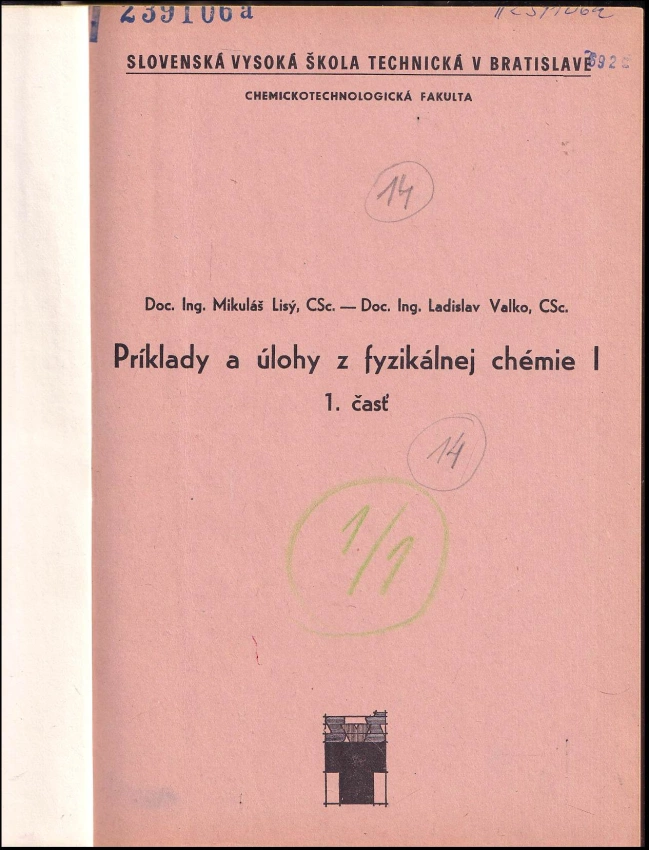 239106a
SLOVENSKÁ VYSOKÁ ŠKOLA TECHNICKÁ V BRATISLAVE
CHEMICKOTECHNOLOGICKÁ FAKULTA
14
Doc. Ing. Mikuláš Lisý, CSc. — Doc. Ing. Ladislav Valko, CSc.
Príklady a úlohy z fyzikálnej chémie I
1. časť
14
1/1